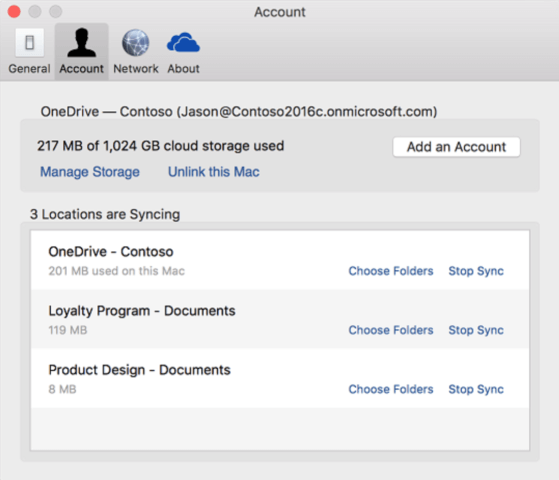 Account
General Account Network About
OneDrive — Contoso (Jason@Contoso2016c.onmicrosoft.com)
217 MB of 1,024 GB cloud storage used
Add an Account
Manage Storage Unlink this Mac
3 Locations are Syncing
OneDrive - Contoso
201 MB used on this Mac Choose Folders Stop Sync
Loyalty Program - Documents
119 MB Choose Folders Stop Sync
Product Design - Documents
8 MB Choose Folders Stop Sync